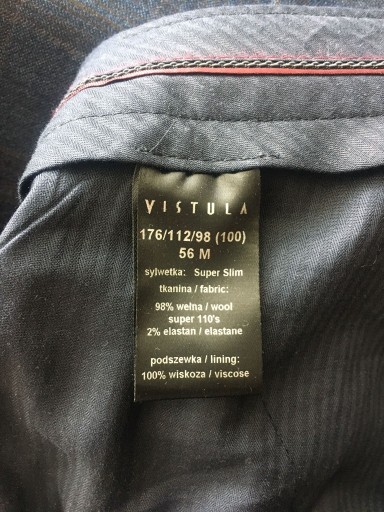 VISTULA
176/112/98 (100)
56 M
sylwetka: Super Slim
tkanina / fabric:
98% wełna / wool
super 110's
2% elastan / elastane
podszewka / lining:
100% wiskoza / viscose